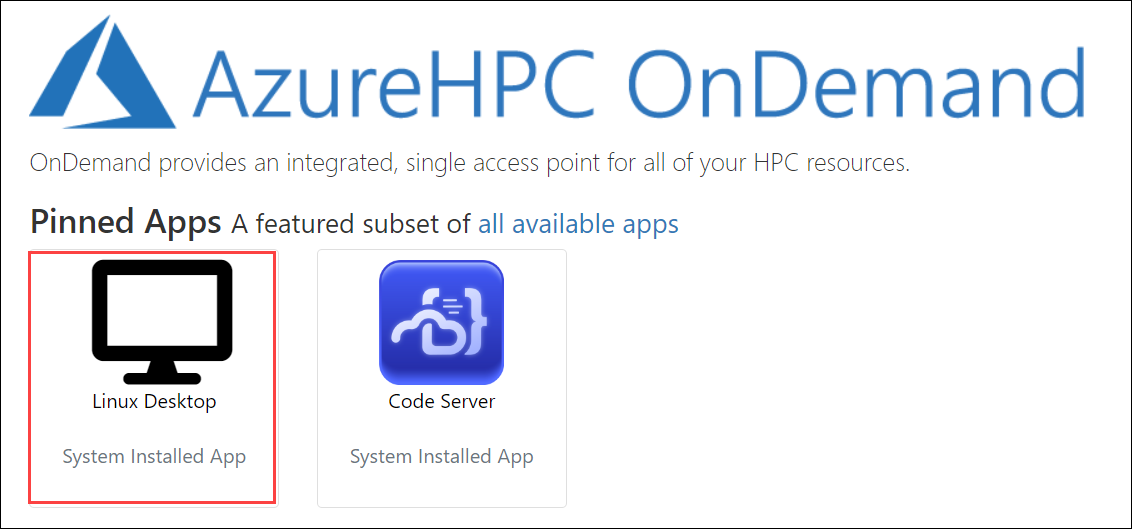 AzureHPC OnDemand
OnDemand provides an integrated, single access point for all of your HPC resources.
Pinned Apps A featured subset of all available apps
Linux Desktop
System Installed App
Code Server
System Installed App